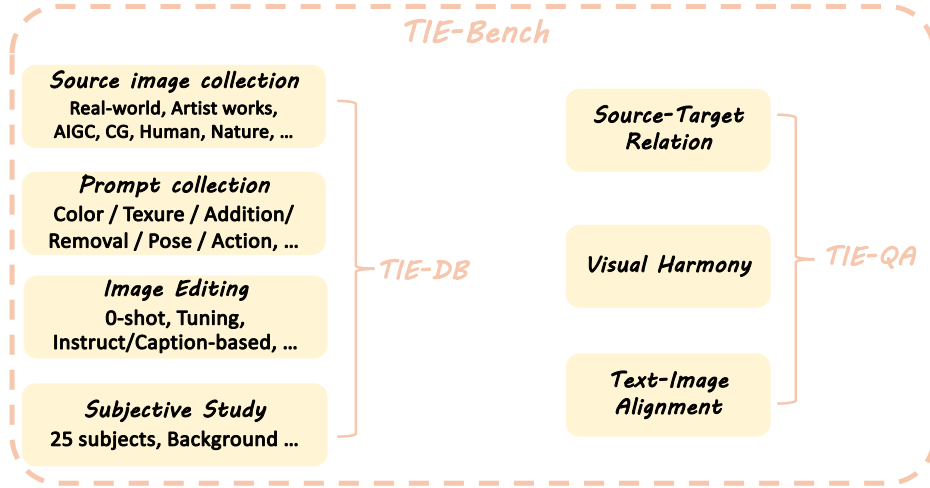 TIE-Bench
Source image collection
Real-world, Artist works,
AIGC, CG, Human, Nature, ...
Prompt collection
Color / Texure / Addition/
Removal / Pose / Action, ...
Image Editing
0-shot, Tuning,
Instruct/Caption-based, ...
Subjective Study
25 subjects, Background ...
TIE-DB
Source-Target
Relation
Visual Harmony
Text-Image
Alignment
TIE-QA